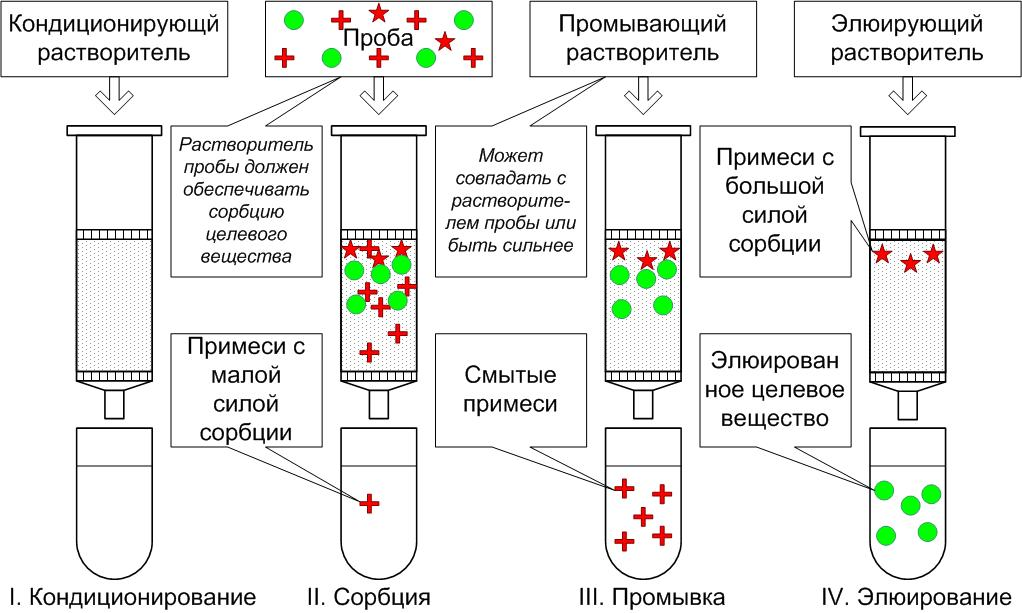 Кондиционирующй
растворитель
Проба
Промывающий
растворитель
Элюирующий
растворитель
Растворитель
пробы должен
обеспечивать
сорбцию
целевого
вещества
Может
совпадать с
растворите-
лем пробы или
быть сильнее
Примеси с
большой
силой
сорбции
Примеси с
малой
силой
сорбции
Смытые
примеси
Элюирован
ное целевое
вещество
I. Кондиционирование
II. Сорбция
III. Промывка
IV. Элюирование